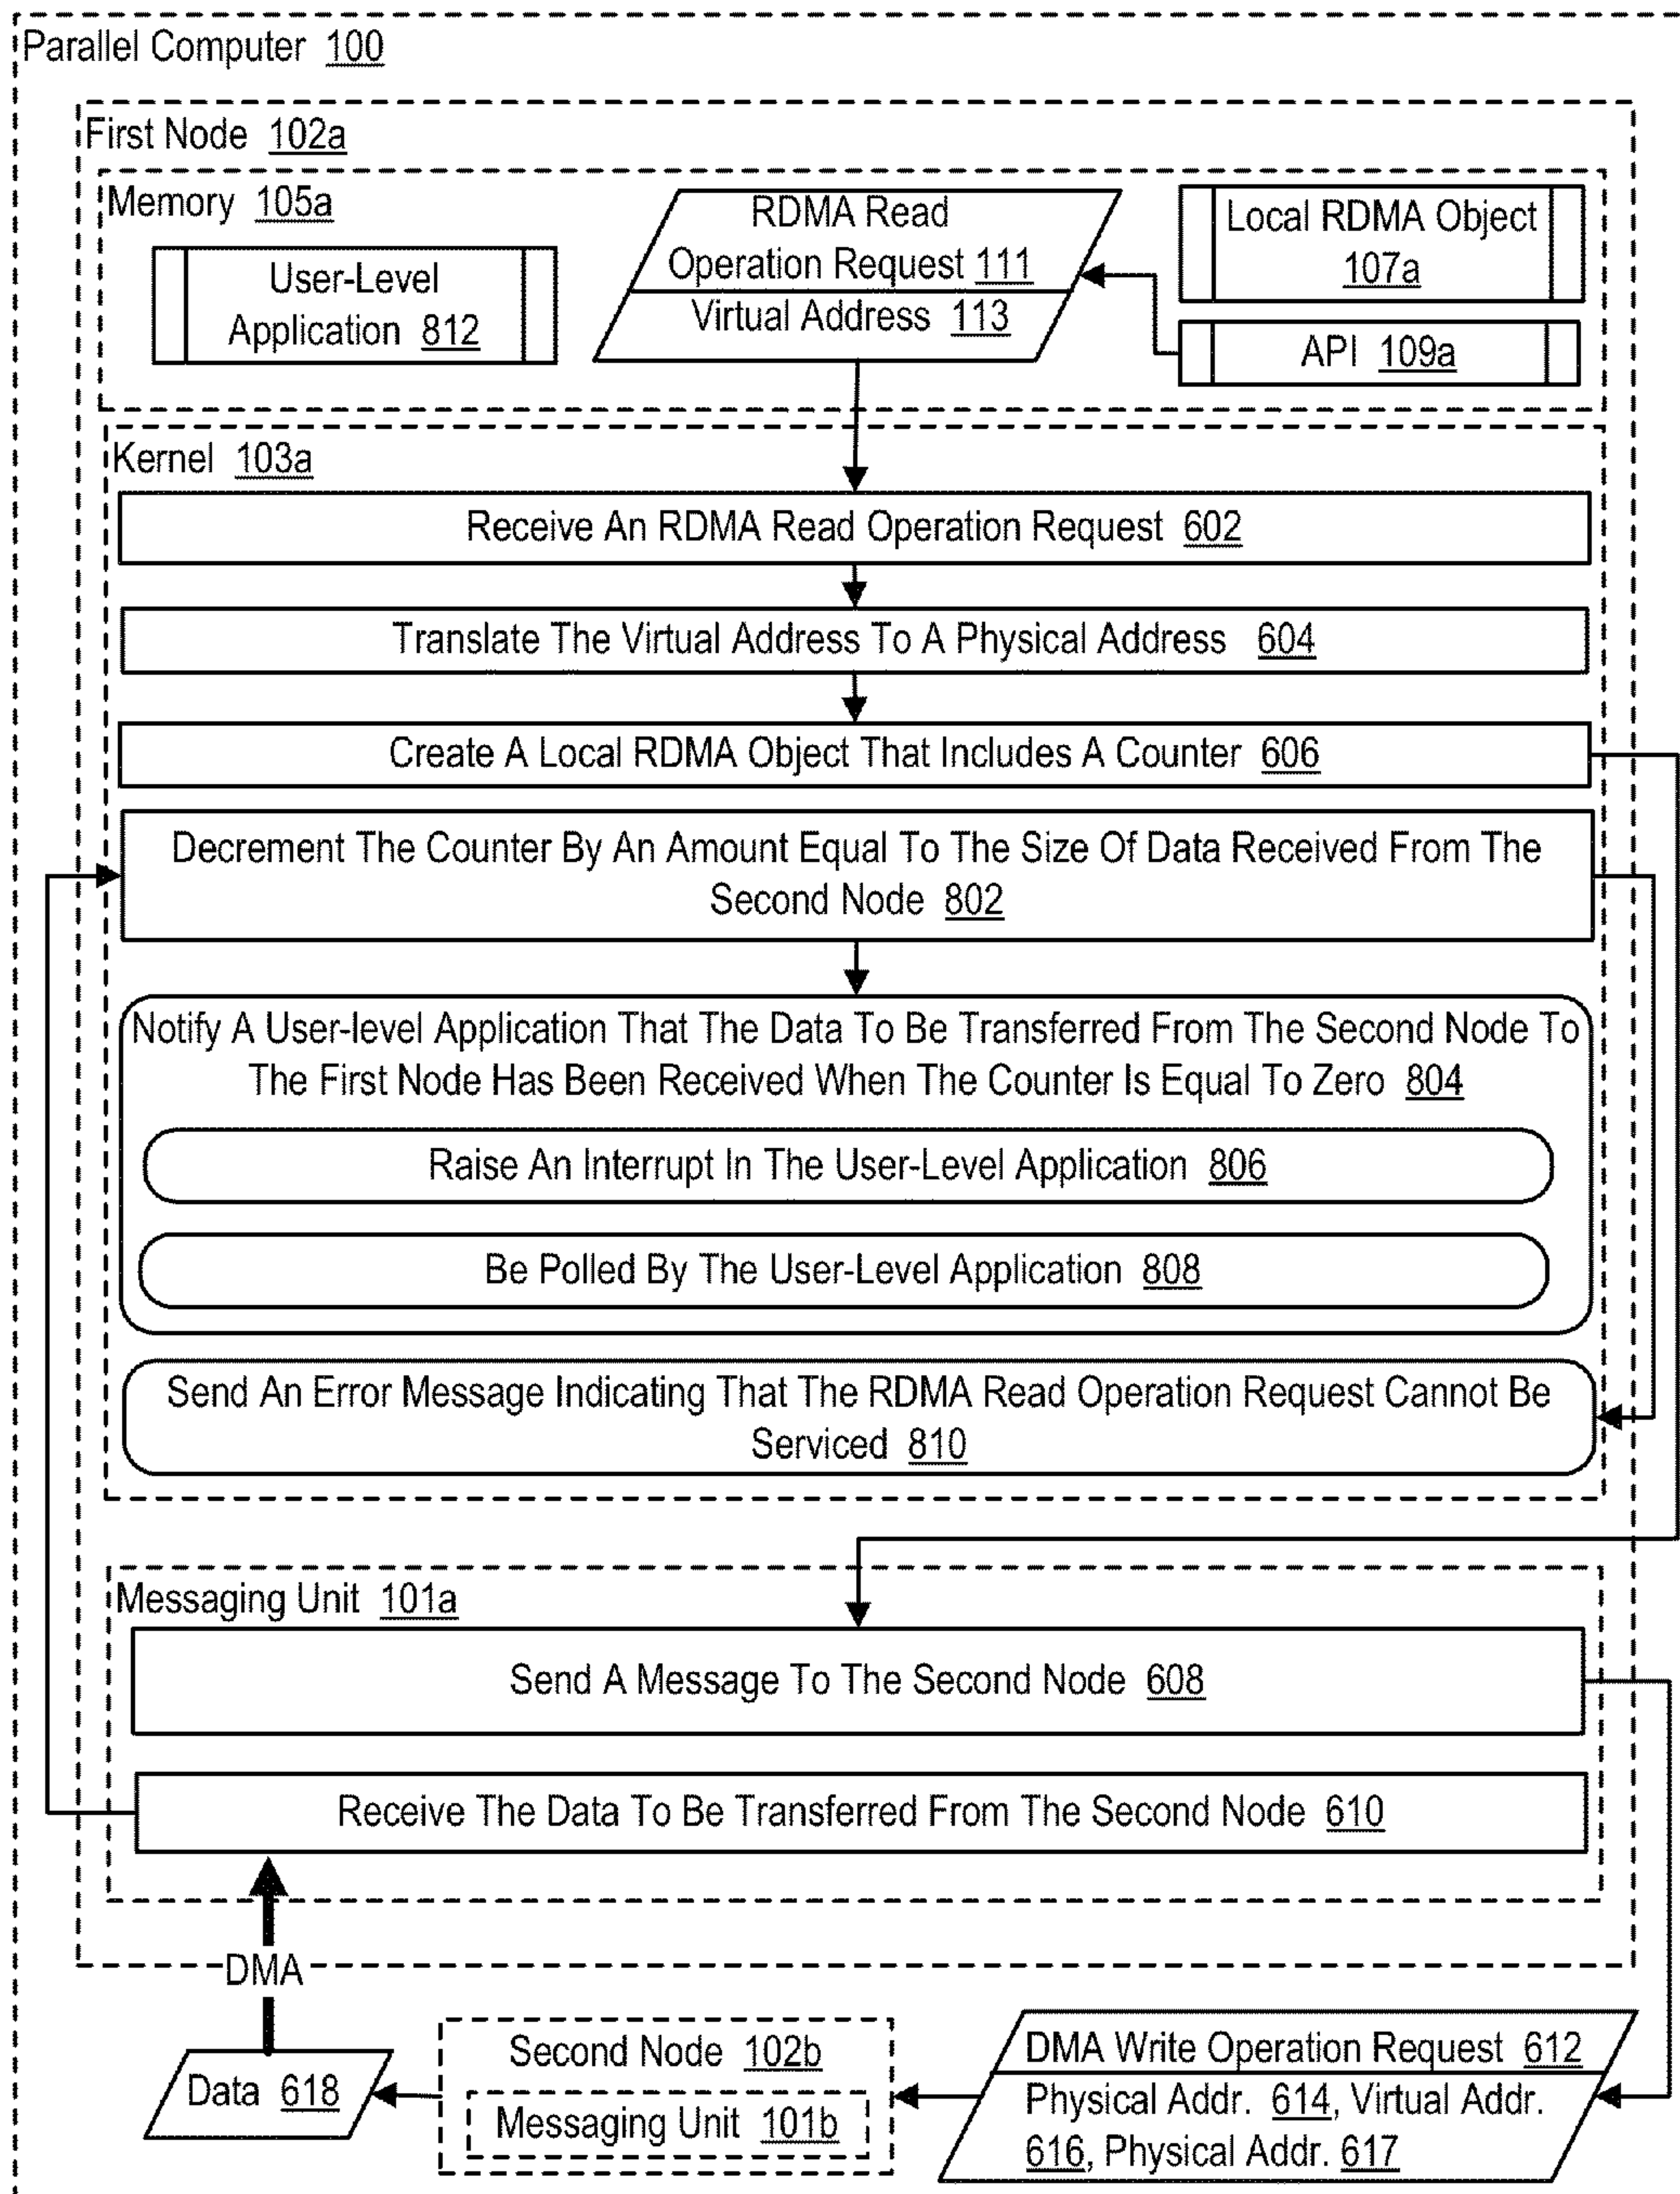 Parallel Computer 100
First Node 102a
Memory 105a
User-Level
Application 812
RDMA Read
Operation Request 111
Virtual Address 113
Local RDMA Object
107a
API 109a
Kernel 103a
Receive An RDMA Read Operation Request 602
Translate The Virtual Address To A Physical Address 604
Create A Local RDMA Object That Includes A Counter 606
Decrement The Counter By An Amount Equal To The Size Of Data Received From The
Second Node 802
Notify A User-level Application That The Data To Be Transferred From The Second Node To
The First Node Has Been Received When The Counter Is Equal To Zero 804
Raise An Interrupt In The User-Level Application 806
Be Polled By The User-Level Application 808
Send An Error Message Indicating That The RDMA Read Operation Request Cannot Be
Serviced 810
Messaging Unit 101a
Send A Message To The Second Node 608
Receive The Data To Be Transferred From The Second Node 610
DMA
Data 618
Second Node 102b
Messaging Unit 101b
DMA Write Operation Request 612
Physical Addr. 614, Virtual Addr.
616, Physical Addr. 617